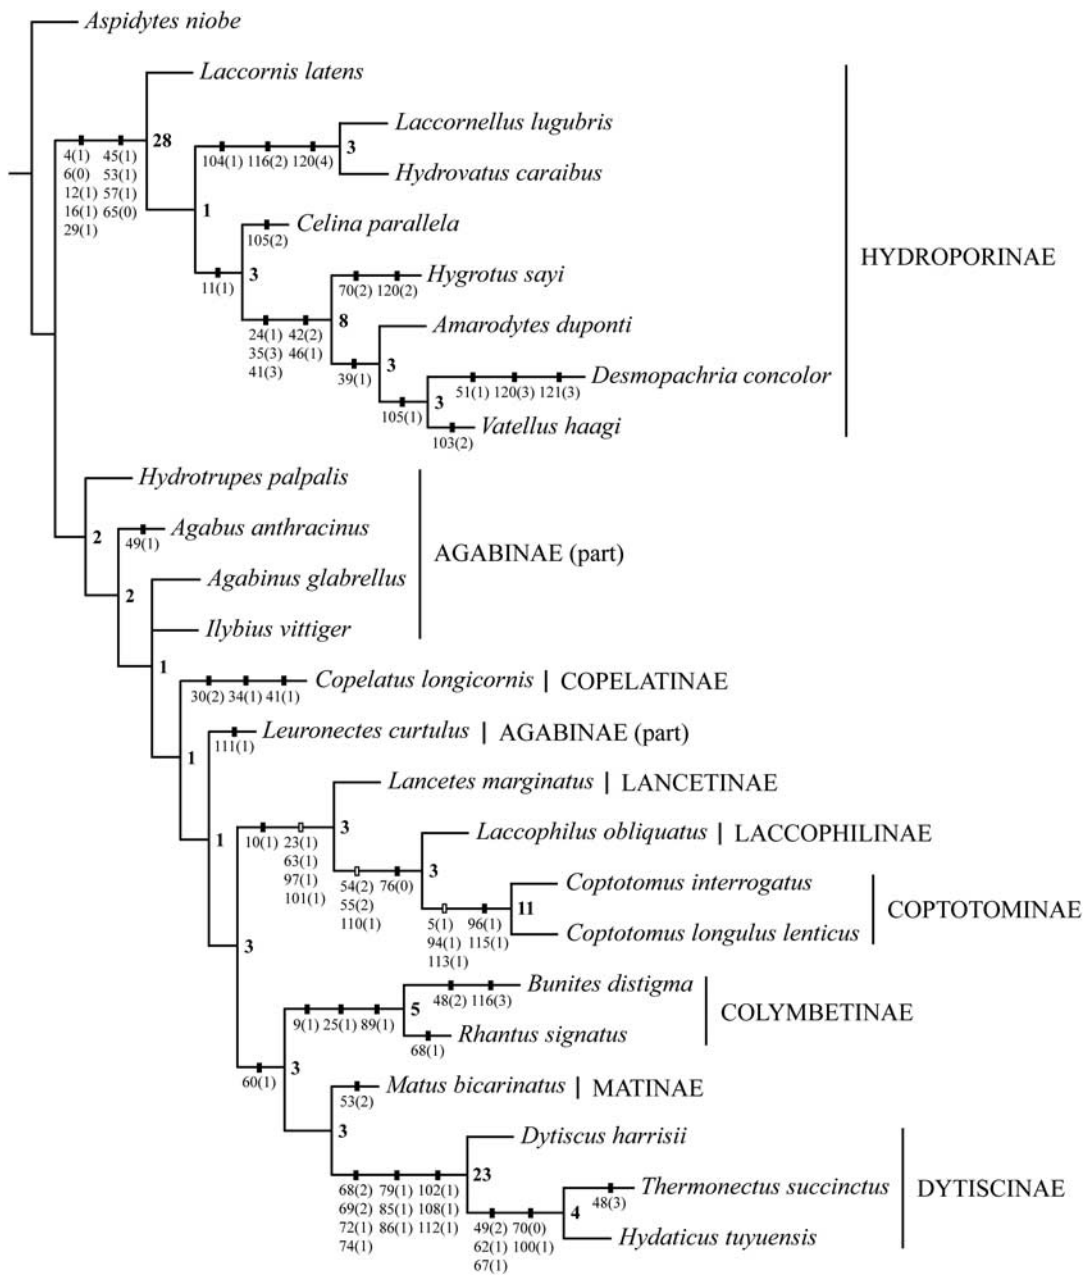 Aspidytes niobe
Laccornis latens
4(1) 45(1)
6(0) 53(1)
12(1) 57(1)
16(1) 65(0)
29(1)
28
Laccornellus lugubris
104(1) 116(2) 120(4)
3
Hydrovatus caraibus
1
Celina parallela
105(2)
11(1)
3
Hygrotus sayi
70(2) 120(2)
24(1) 42(2)
35(3) 46(1)
41(3)
8
Amarodytes duponti
39(1)
3
Desmopachria concolor
51(1) 120(3) 121(3)
105(1)
3
Vatellus haagi
103(2)
HYDROPORINAE
Hydrotrupes palpalis
2
Agabus anthracinus
49(1)
2
Agabinus glabrellus
Ilybius vittiger
AGABINAE (part)
1
Copelatus longicornis | COPELATINAE
30(2) 34(1) 41(1)
1
Leuronectes curtulus | AGABINAE (part)
111(1)
1
Lancetes marginatus | LANCETINAE
10(1) 23(1)
63(1)
97(1)
101(1)
3
Laccophilus obliquatus | LACCOPHILINAE
54(2) 76(0)
55(2)
110(1)
3
Coptotomus interrogatus
5(1) 96(1)
94(1) 115(1)
113(1)
11
Coptotomus longulus lenticus
COPTOTOMINAE
3
Bunites distigma
48(2) 116(3)
9(1) 25(1) 89(1)
5
Rhantus signatus
68(1)
COLYMBETINAE
60(1)
3
Matus bicarinatus | MATINAE
53(2)
3
Dytiscus harrisii
68(2) 79(1) 102(1)
69(2) 85(1) 108(1)
72(1) 86(1) 112(1)
74(1)
23
Thermonectus succinctus
48(3)
49(2) 70(0)
62(1) 100(1)
67(1)
4
Hydaticus tuyuensis
DYTISCINAE